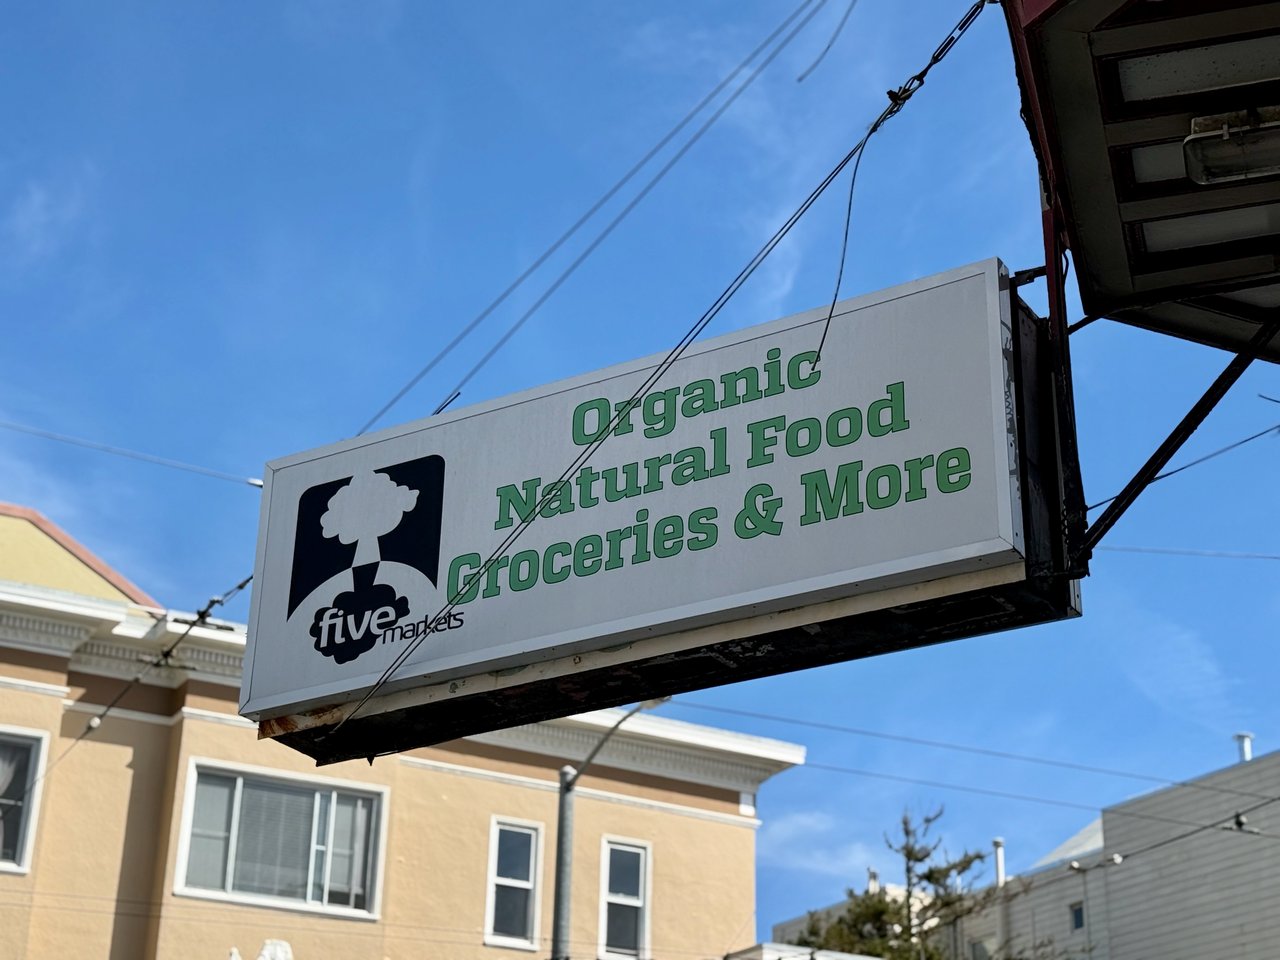 Organic
Natural Food
Groceries & More
five
markets